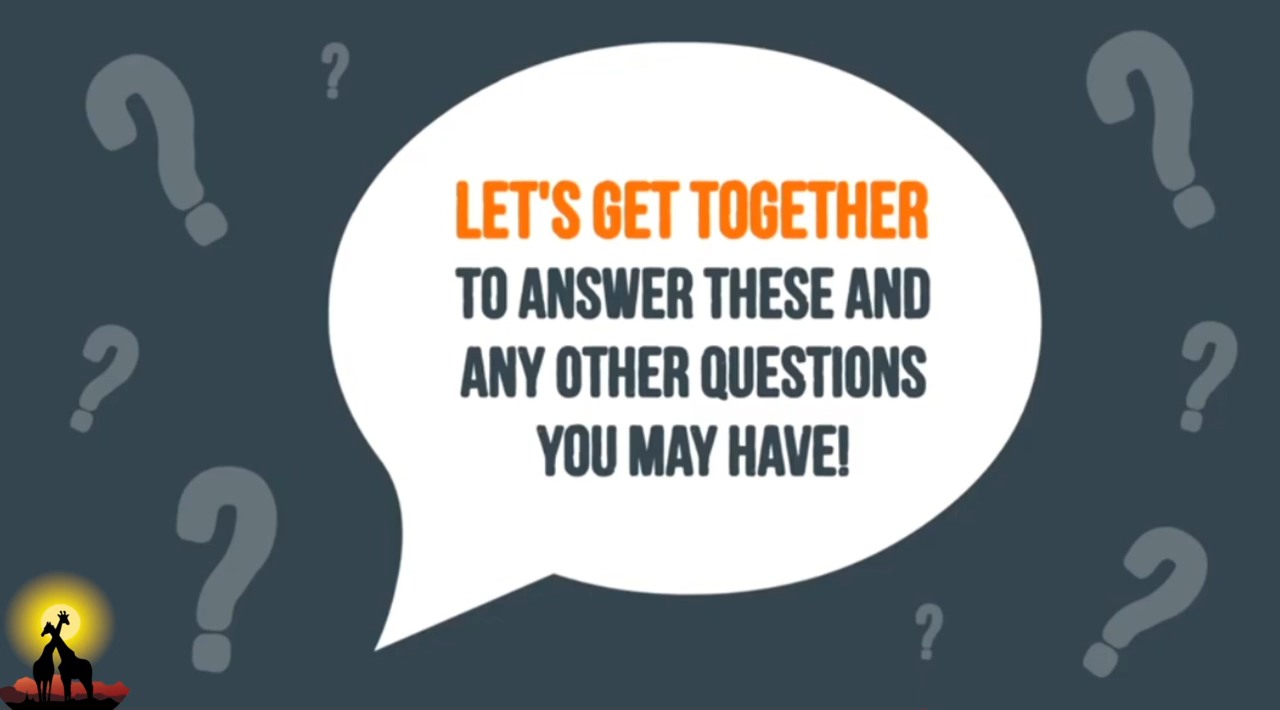 LET'S GET TOGETHER
TO ANSWER THESE AND
ANY OTHER QUESTIONS
YOU MAY HAVE!